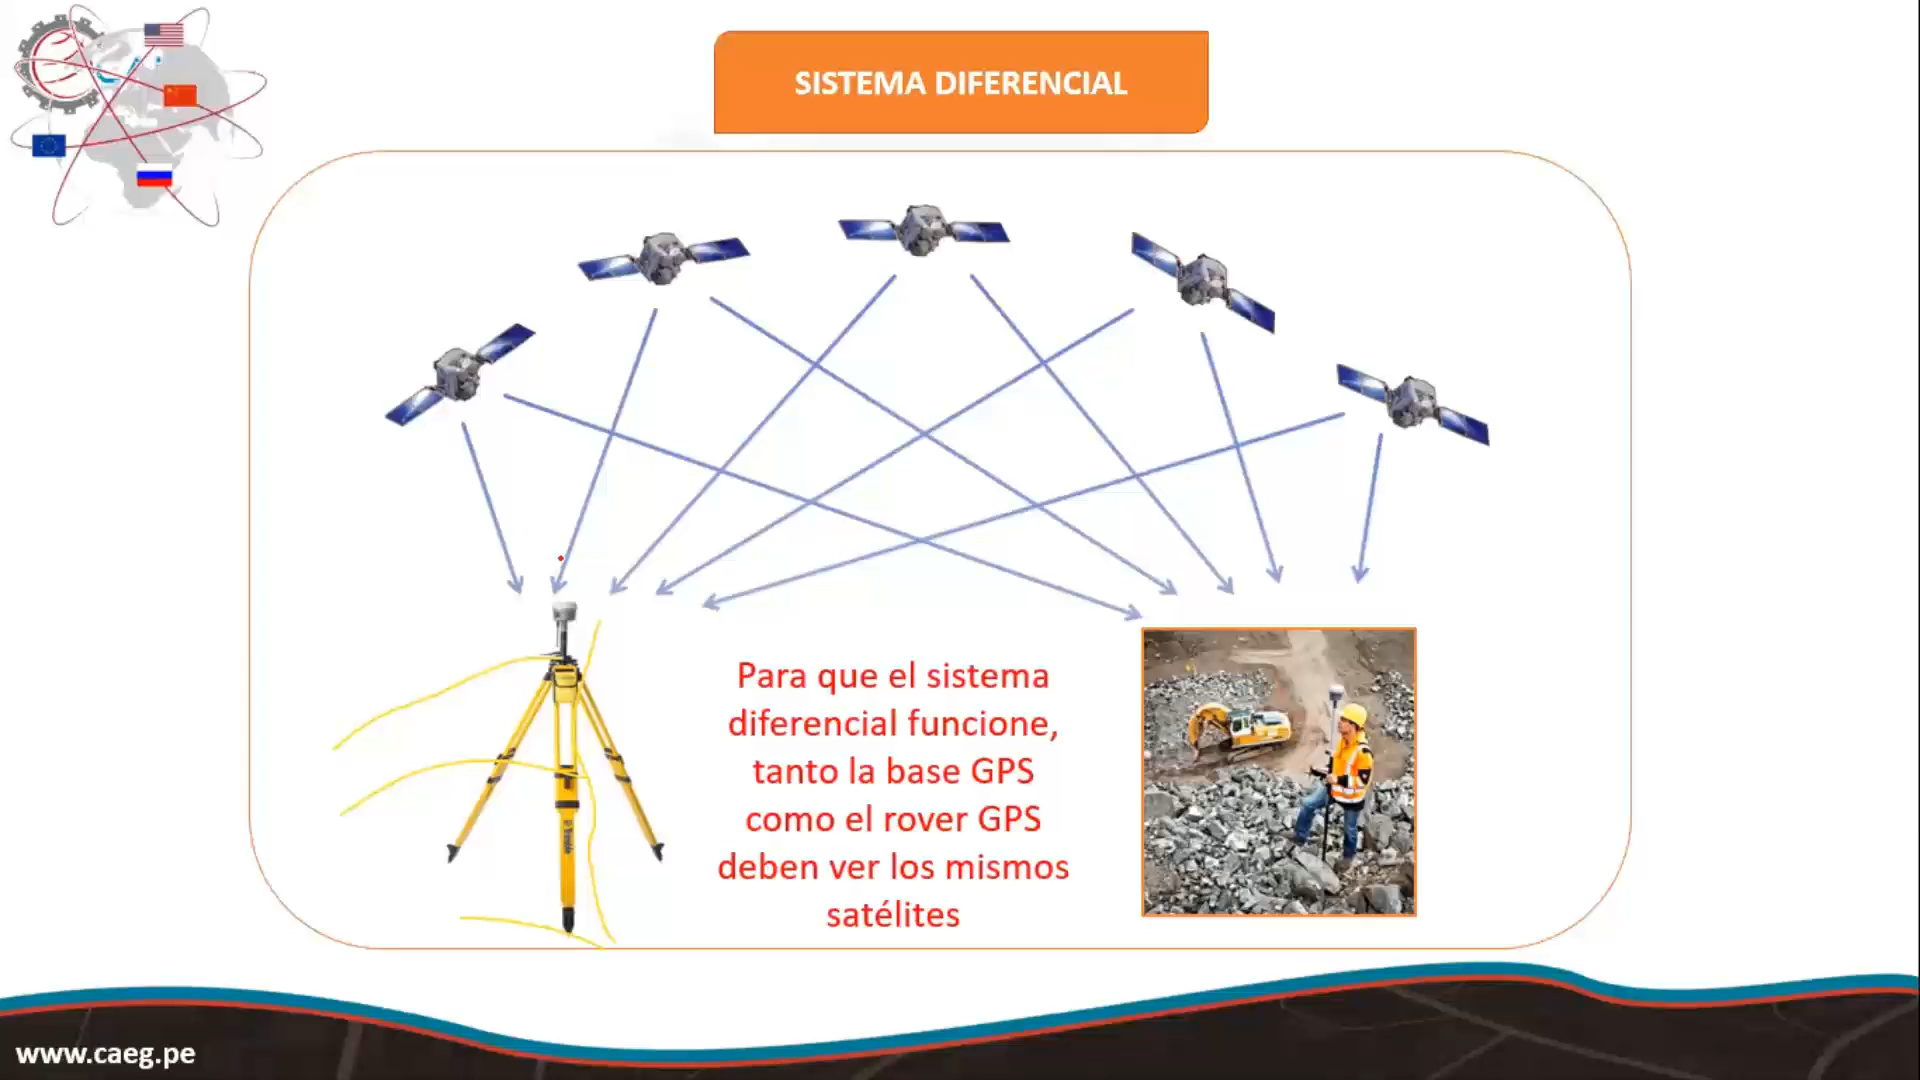 SISTEMA DIFERENCIAL
Para que el sistema
diferencial funcione,
tanto la base GPS
como el rover GPS
deben ver los mismos
satélites
www.caeg.pe